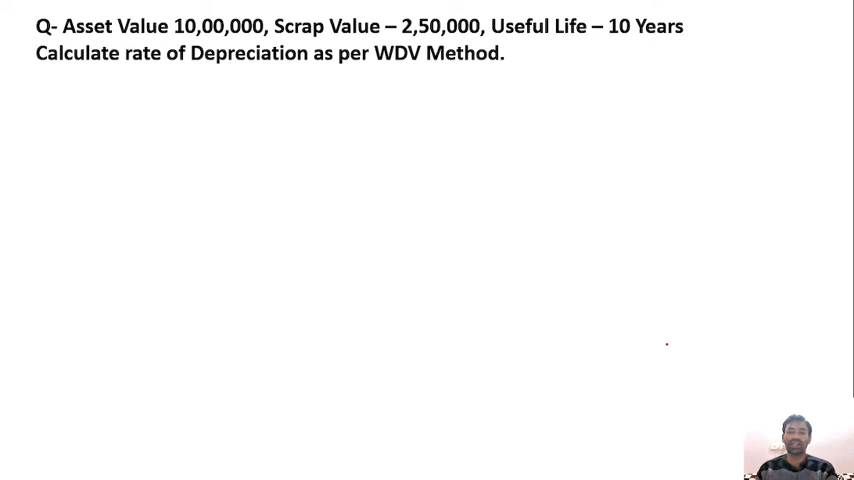 Q- Asset Value 10,00,000, Scrap Value – 2,50,000, Useful Life – 10 Years
Calculate rate of Depreciation as per WDV Method.